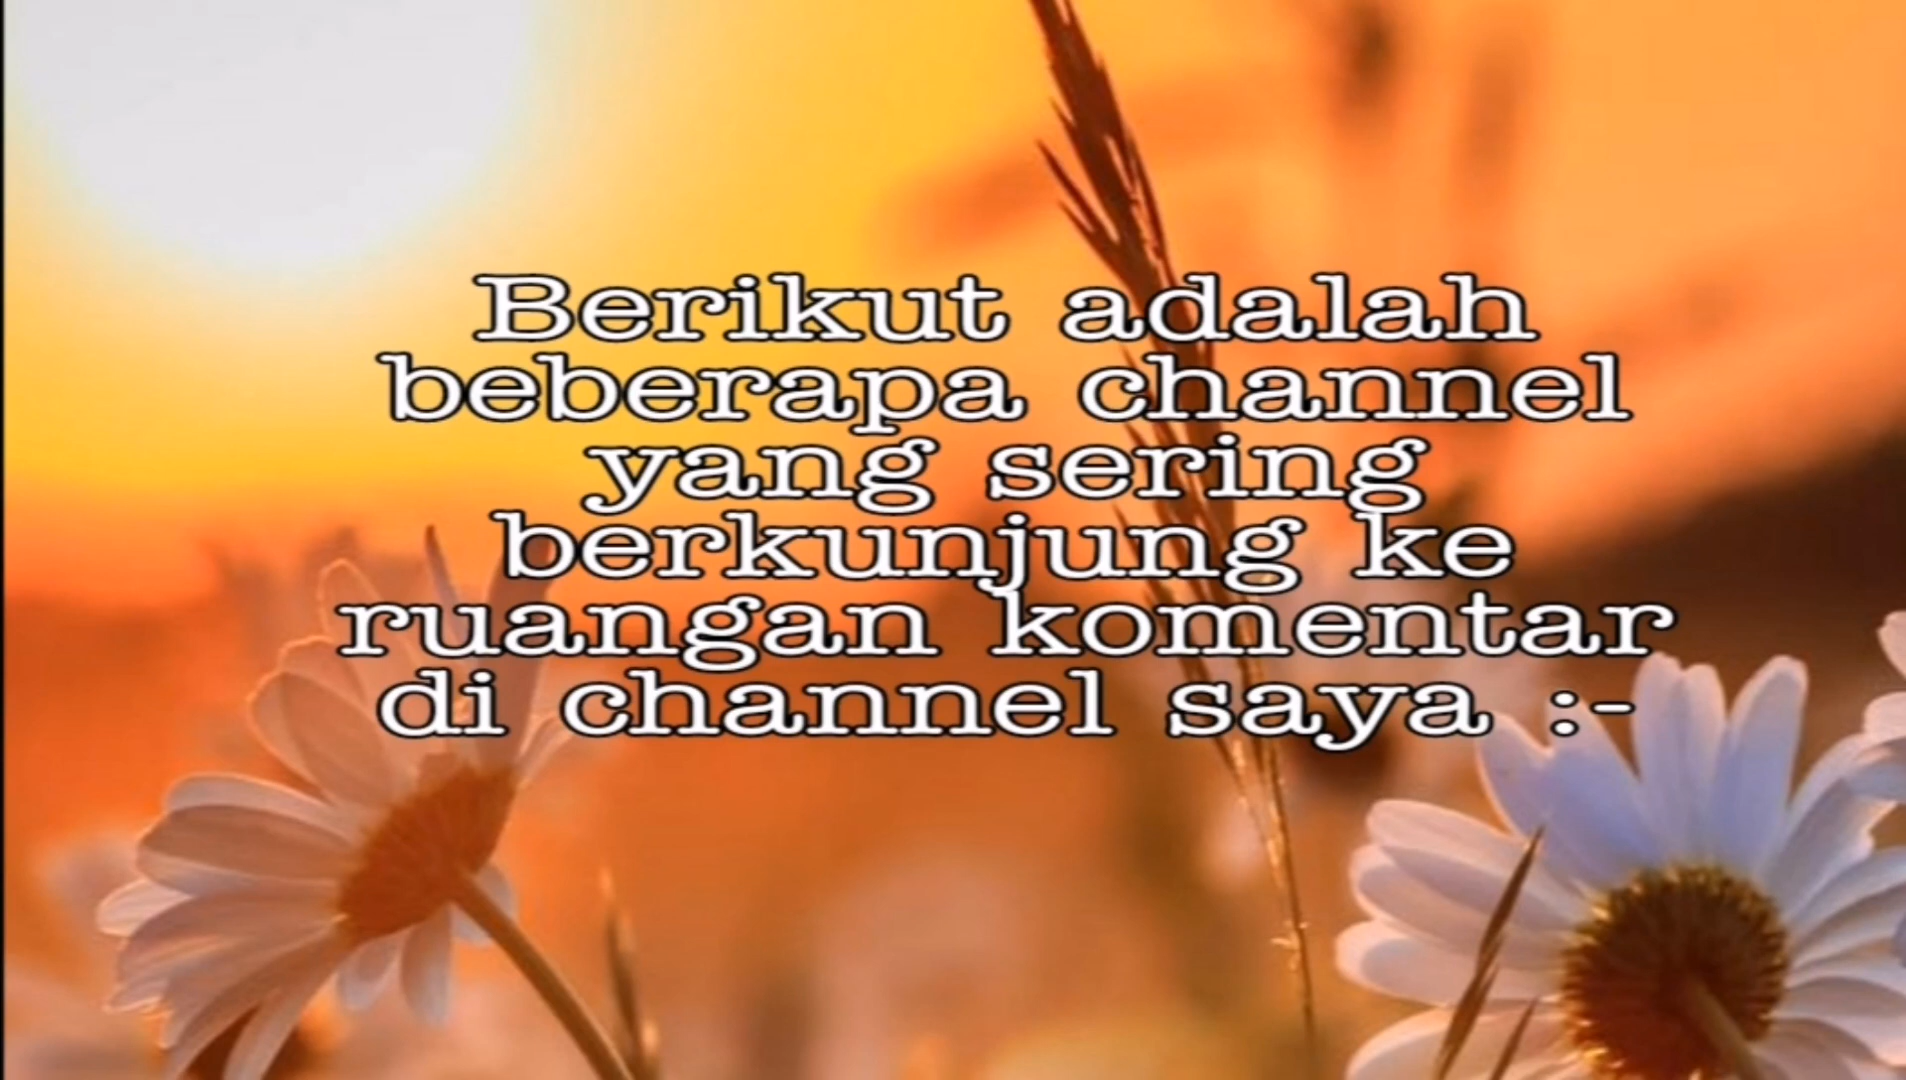 Berikut adalah
beberapa channel
yang sering
berkunjung ke
ruangan komentar
di channel saya :-